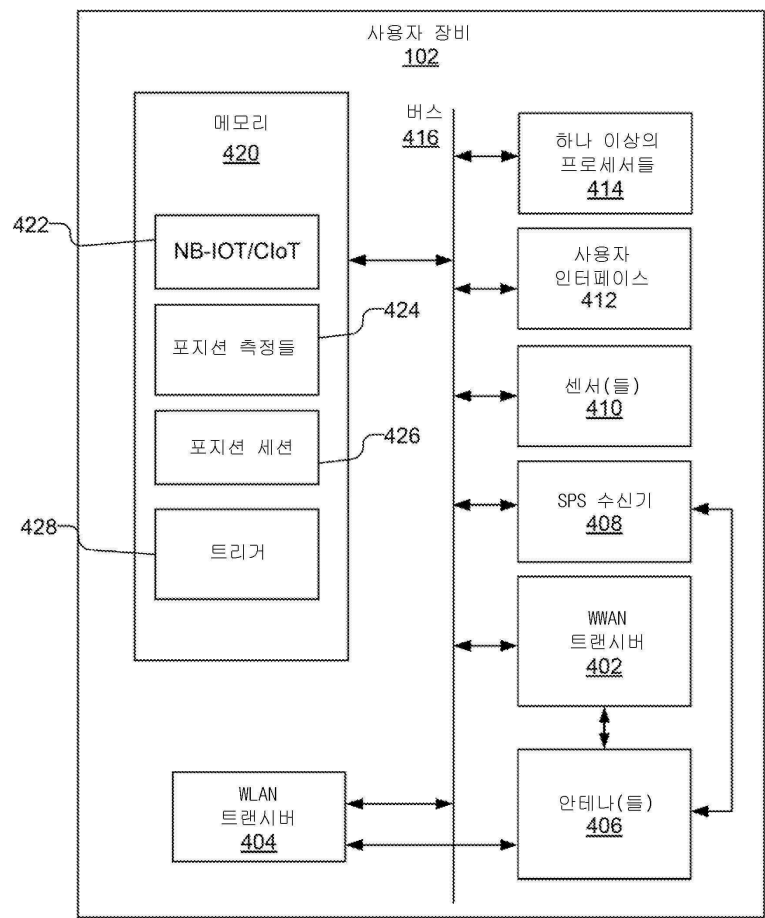 사용자 장비
102
메모리
420
버스
416
하나 이상의
프로세서들
414
422
NB-IOT/CIoT
사용자
인터페이스
412
424
포지션 측정들
센서(들)
410
포지션 세션
426
SPS 수신기
408
428
트리거
WWAN
트랜시버
402
WLAN
트랜시버
404
안테나(들)
406